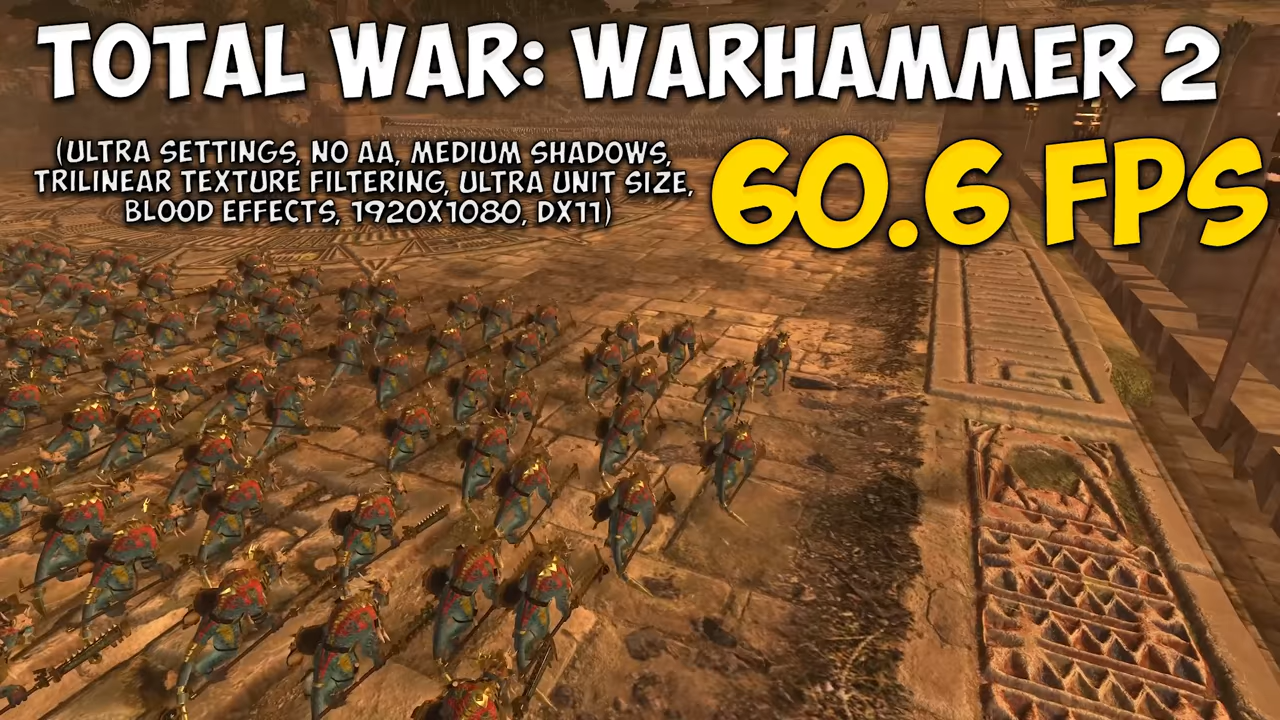 TOTAL WAR: WARHAMMER 2
(ULTRA SETTINGS, NO AA, MEDIUM SHADOWS,
TRILINEAR TEXTURE FILTERING, ULTRA UNIT SIZE,
BLOOD EFFECTS, 1920X1080, DX11)
60.6 FPS